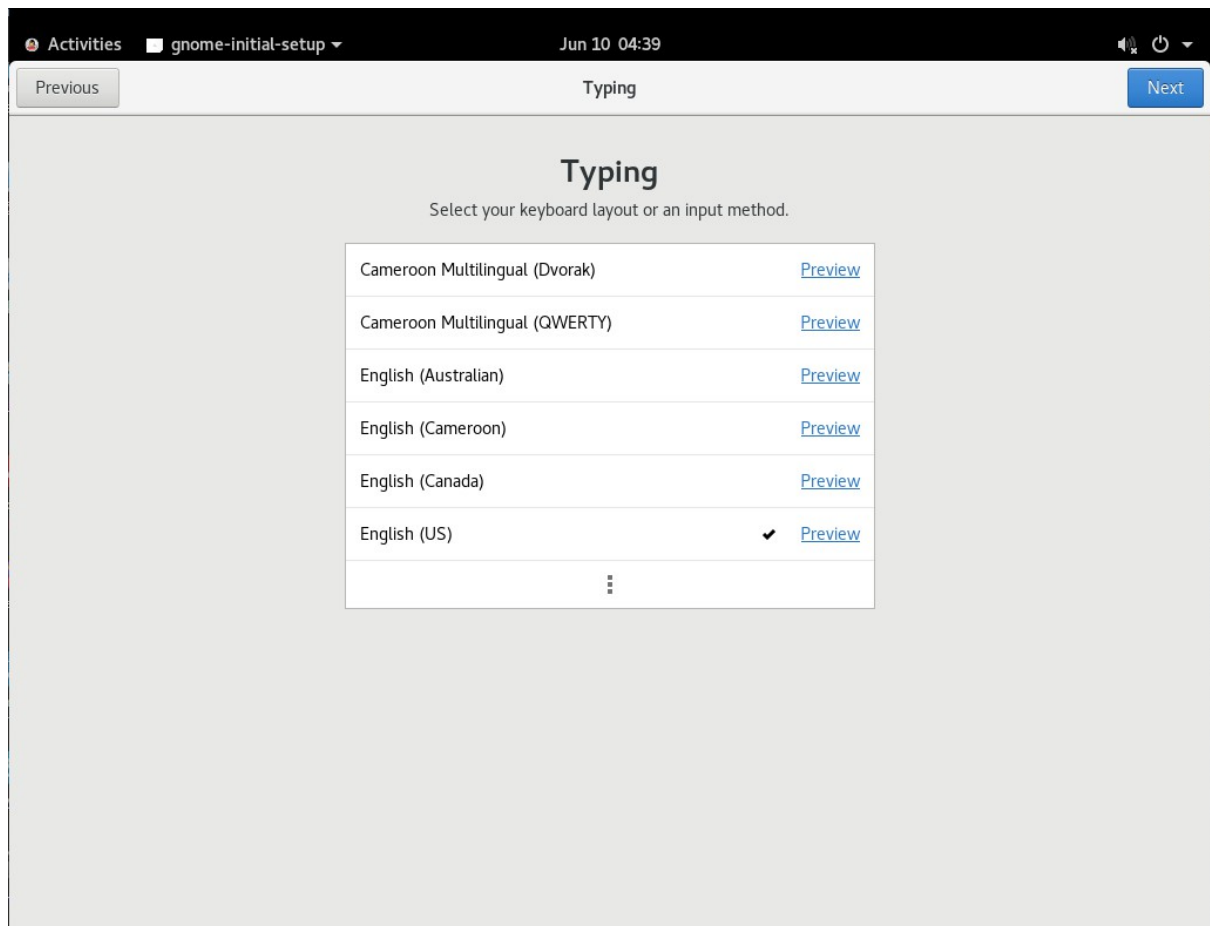 Activities gnome-initial-setup Jun 10 04:39
Previous Typing Next
Typing
Select your keyboard layout or an input method.
Cameroon Multilingual (Dvorak) Preview
Cameroon Multilingual (QWERTY) Preview
English (Australian) Preview
English (Cameroon) Preview
English (Canada) Preview
English (US) Preview